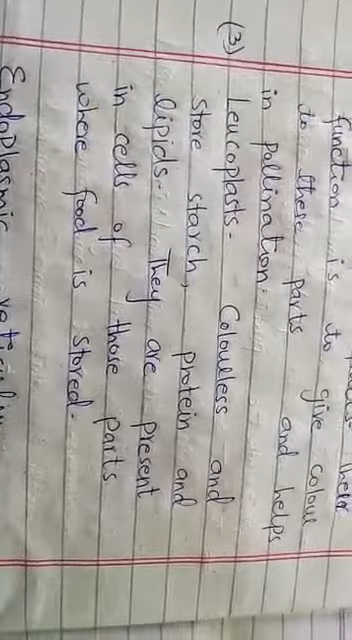 their
function is to give colour
to these parts and helps
in pollination.
(3) Leucoplasts - Colourless and
store starch, protein and
lipids. They are present
in cells of those parts
where food is stored.
Endoplasmic